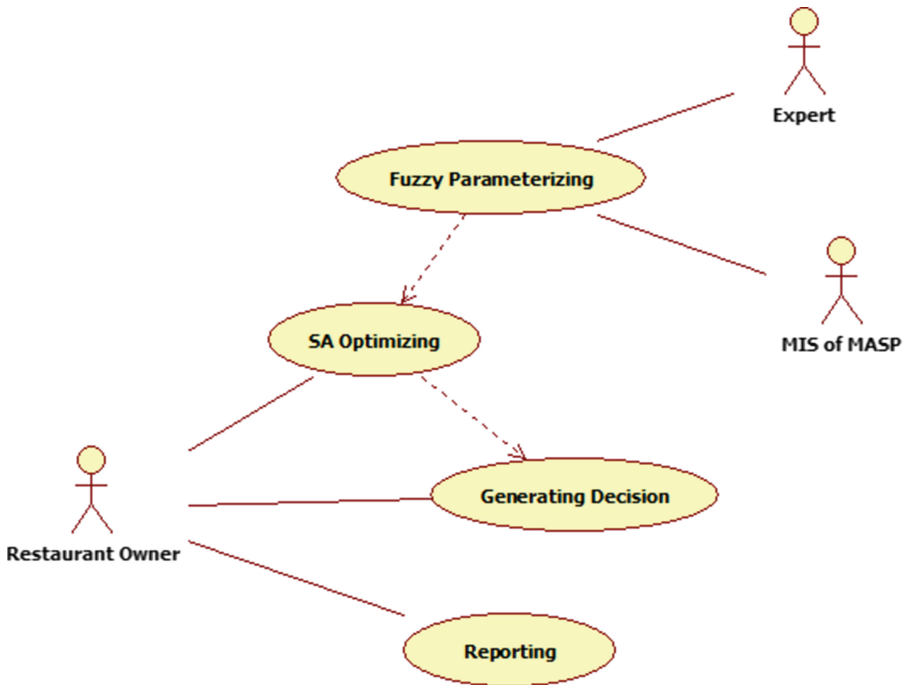 Expert
Fuzzy Parameterizing
MIS of MASP
SA Optimizing
Generating Decision
Restaurant Owner
Reporting